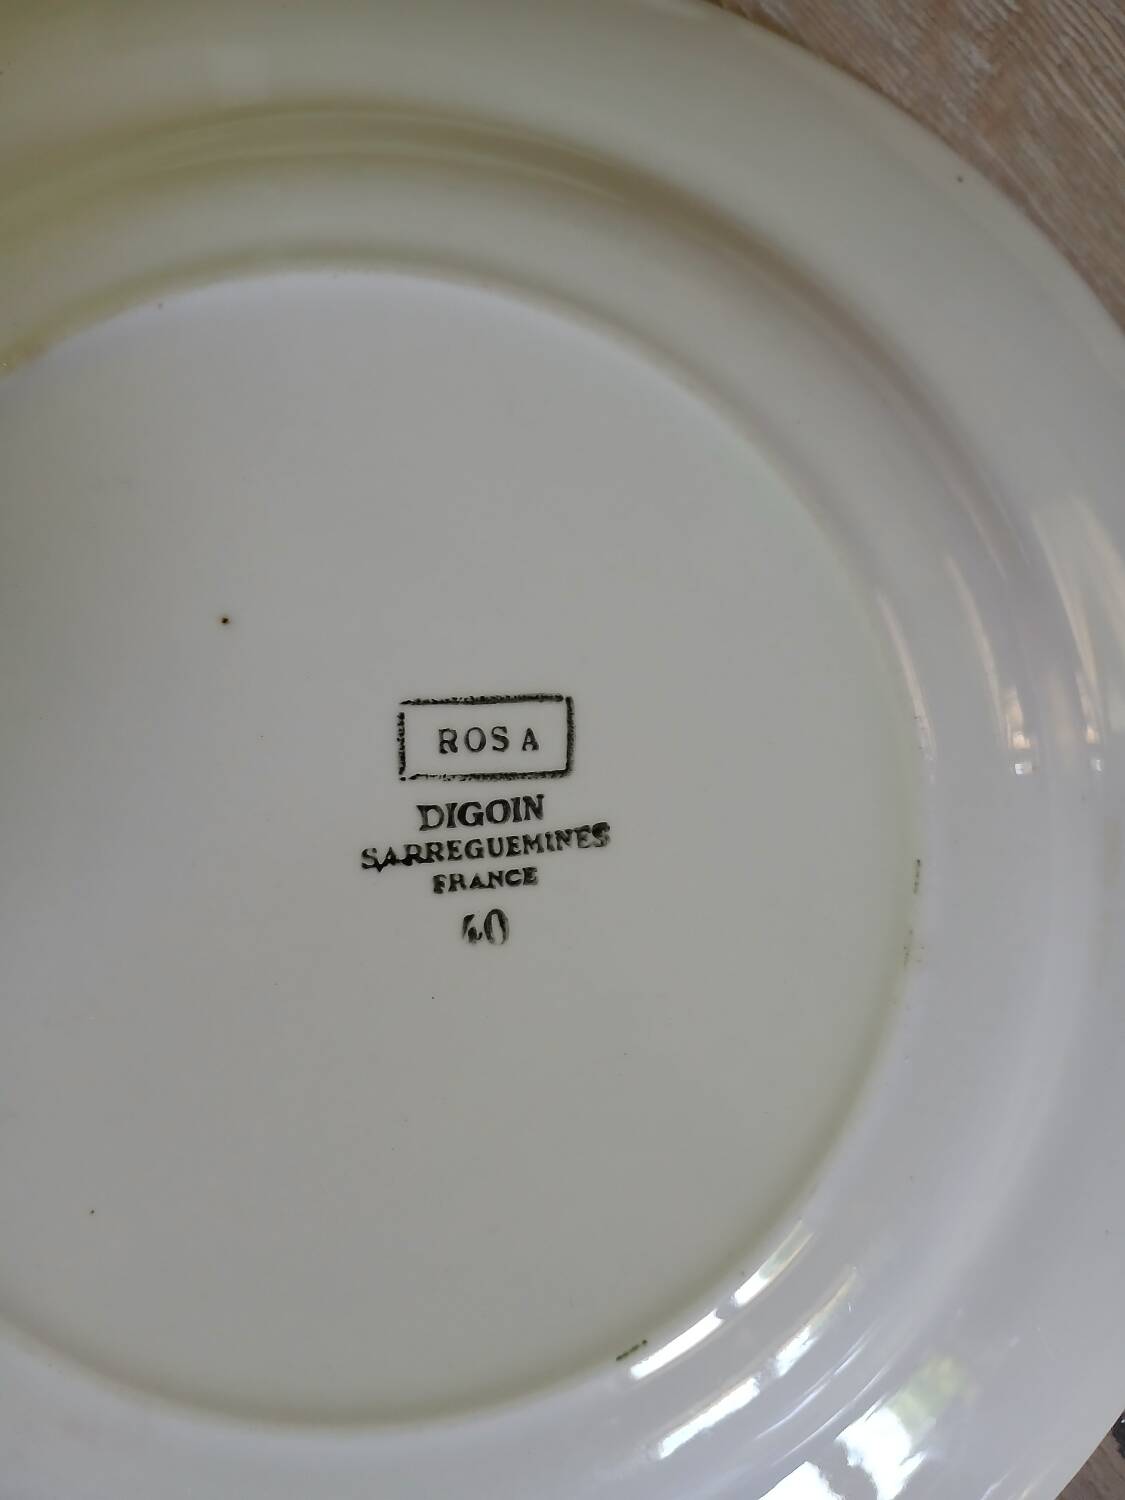 ROSA
DIGOIN
SARREGUEMINES
FRANCE
40